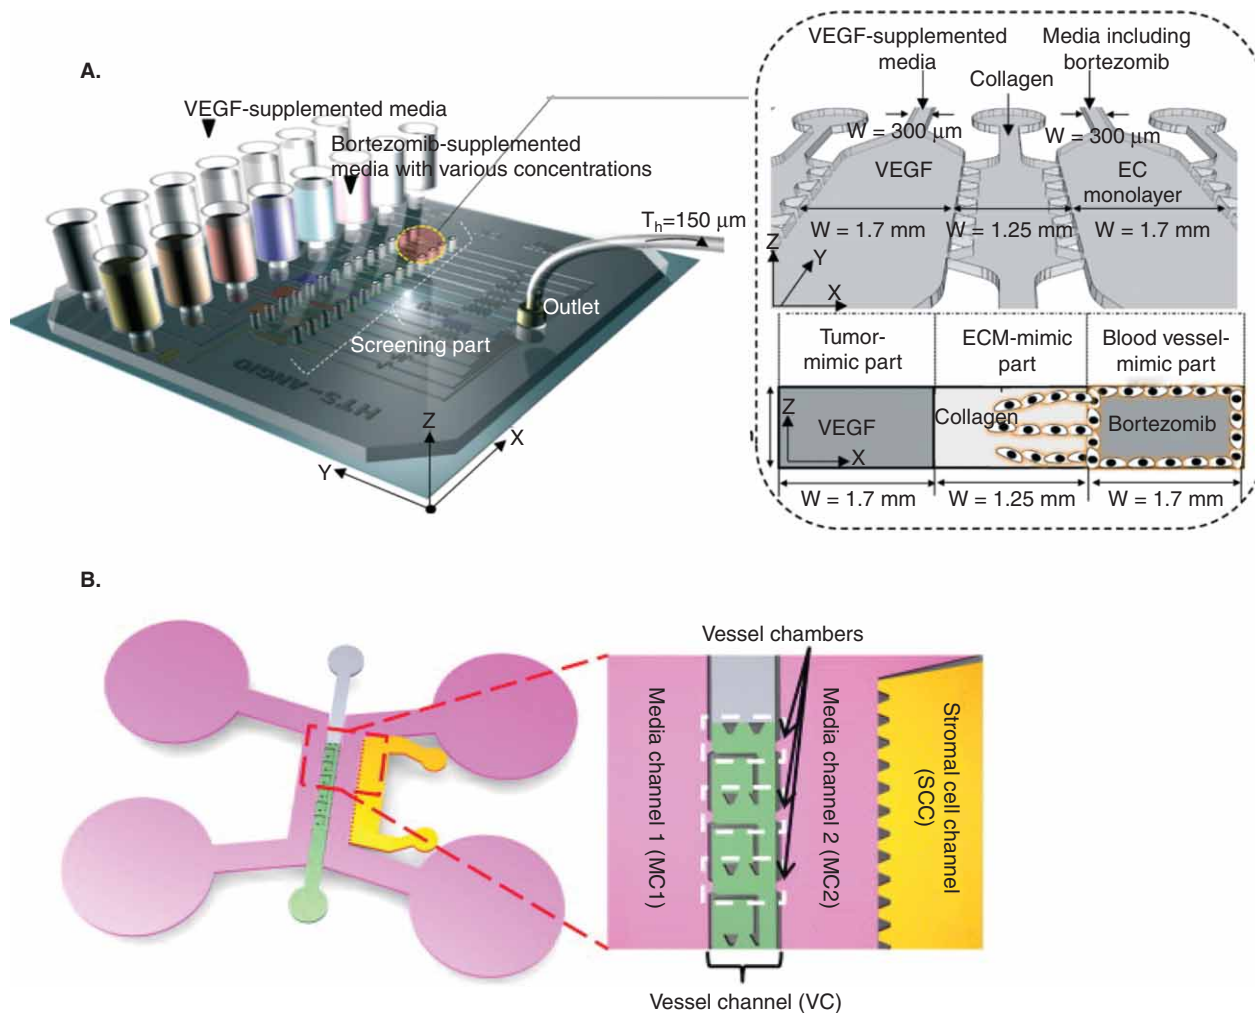 A.
VEGF-supplemented media
Bortezomib-supplemented
media with various concentrations
Tₕ=150 μm
Outlet
Screening part
HTS-ANGIO
Z
X
Y
VEGF-supplemented
media
Collagen
Media including
bortezomib
W = 300 μm
W = 300 μm
VEGF
EC
monolayer
W = 1.7 mm
W = 1.25 mm
W = 1.7 mm
Z
Y
X
Tumor-
mimic part
ECM-mimic
part
Blood vessel-
mimic part
Z
VEGF
X
Collagen
Bortezomib
W = 1.7 mm
W = 1.25 mm
W = 1.7 mm
B.
Vessel chambers
Media channel 1 (MC1)
Media channel 2 (MC2)
Stromal cell channel
(SCC)
Vessel channel (VC)